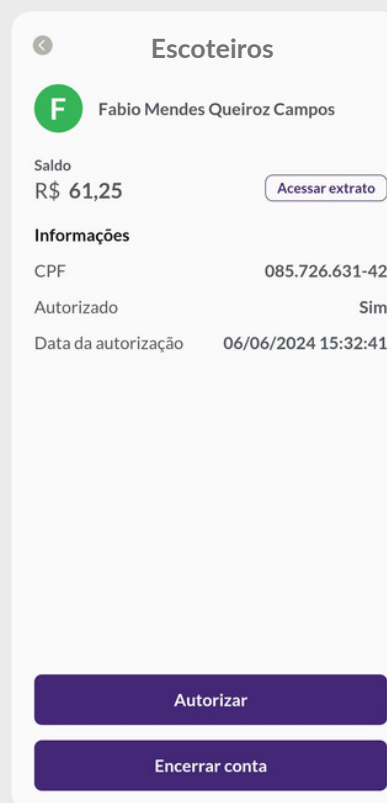 Escoteiros
F
Fabio Mendes Queiroz Campos
Saldo
R$ 61,25
Acessar extrato
Informações
CPF 085.726.631-42
Autorizado Sim
Data da autorização 06/06/2024 15:32:41
Autorizar
Encerrar conta